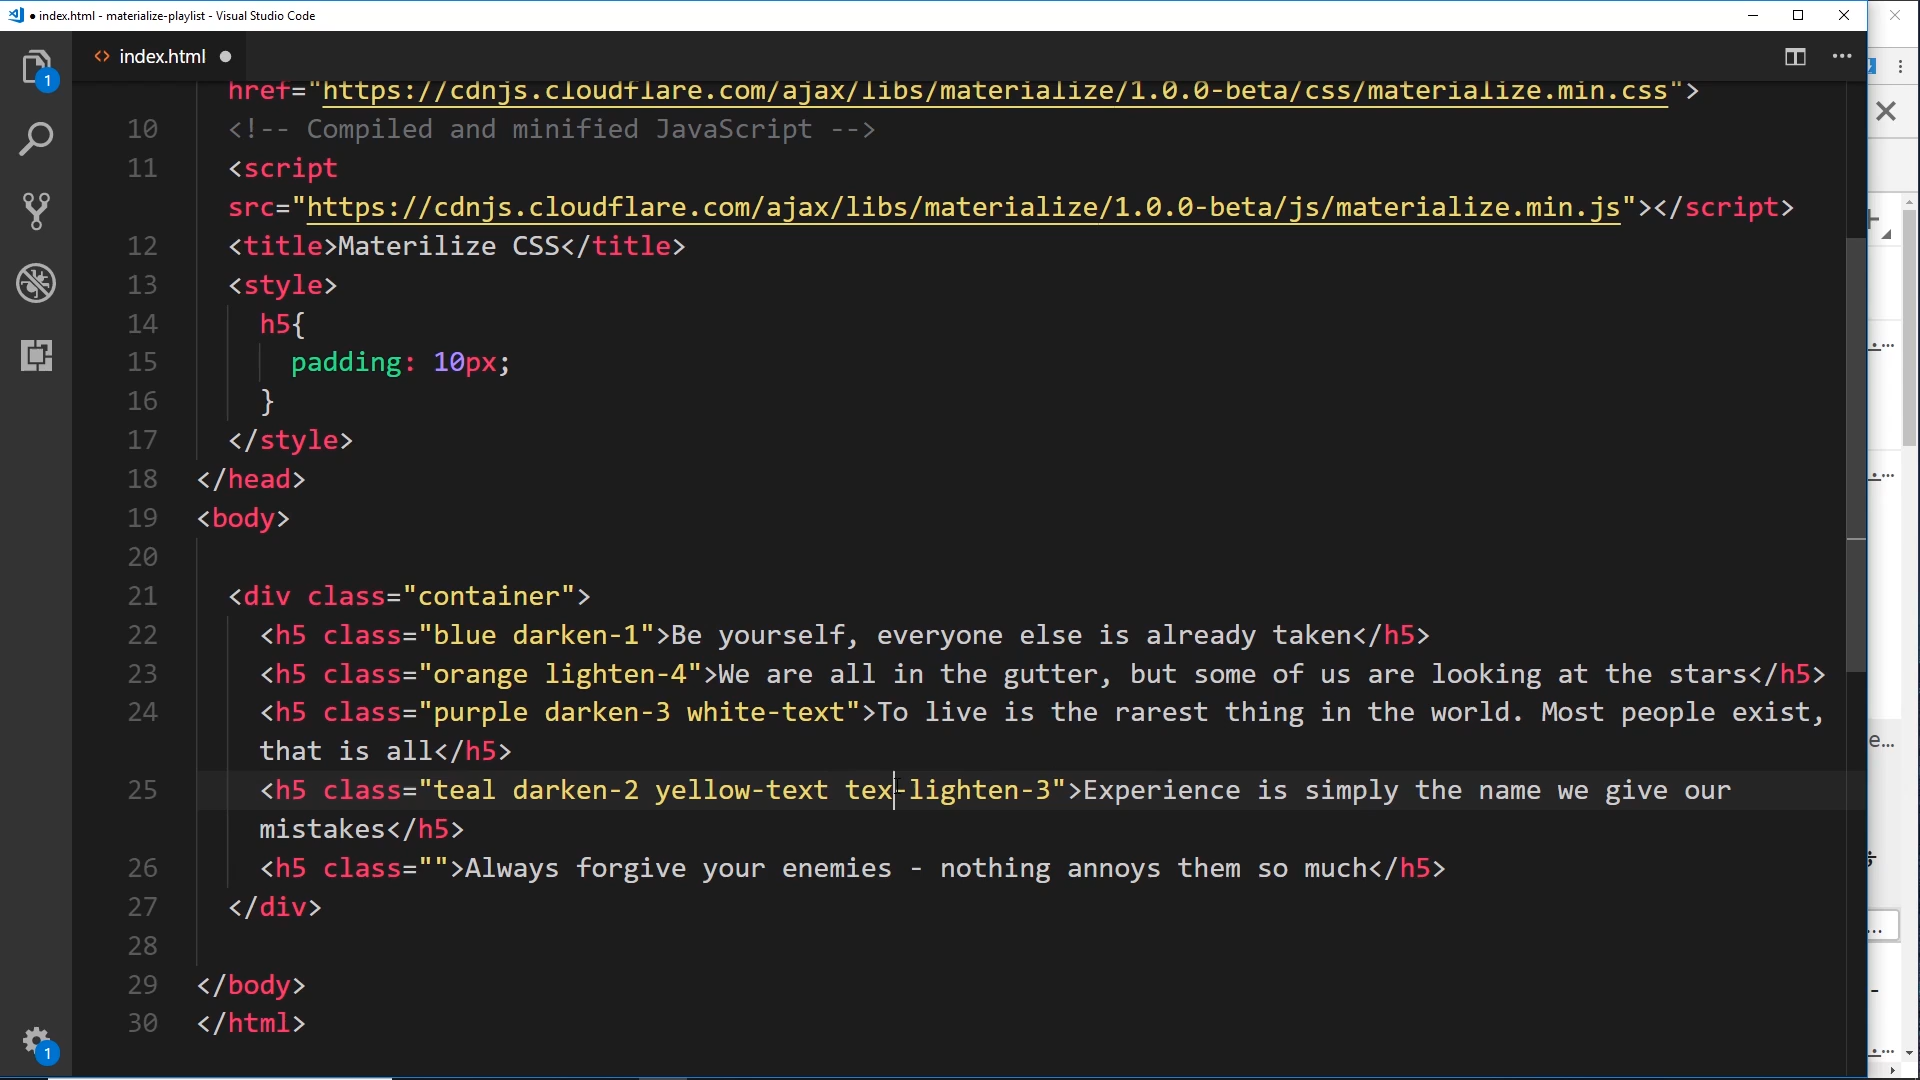 index.html - materialize-playlist - Visual Studio Code
index.html
1
href="https://cdnjs.cloudflare.com/ajax/libs/materialize/1.0.0-beta/css/materialize.min.css">
10 <!-- Compiled and minified JavaScript -->
11 <script
src="https://cdnjs.cloudflare.com/ajax/libs/materialize/1.0.0-beta/js/materialize.min.js"></script>
12 <title>Materilize CSS</title>
13 <style>
14 h5{
15 padding: 10px;
16 }
17 </style>
18 </head>
19 <body>
20
21 <div class="container">
22 <h5 class="blue darken-1">Be yourself, everyone else is already taken</h5>
23 <h5 class="orange lighten-4">We are all in the gutter, but some of us are looking at the stars</h5>
24 <h5 class="purple darken-3 white-text">To live is the rarest thing in the world. Most people exist,
that is all</h5>
25 <h5 class="teal darken-2 yellow-text tex-lighten-3">Experience is simply the name we give our
mistakes</h5>
26 <h5 class="">Always forgive your enemies - nothing annoys them so much</h5>
27 </div>
28
29 </body>
30 </html>
1
e...